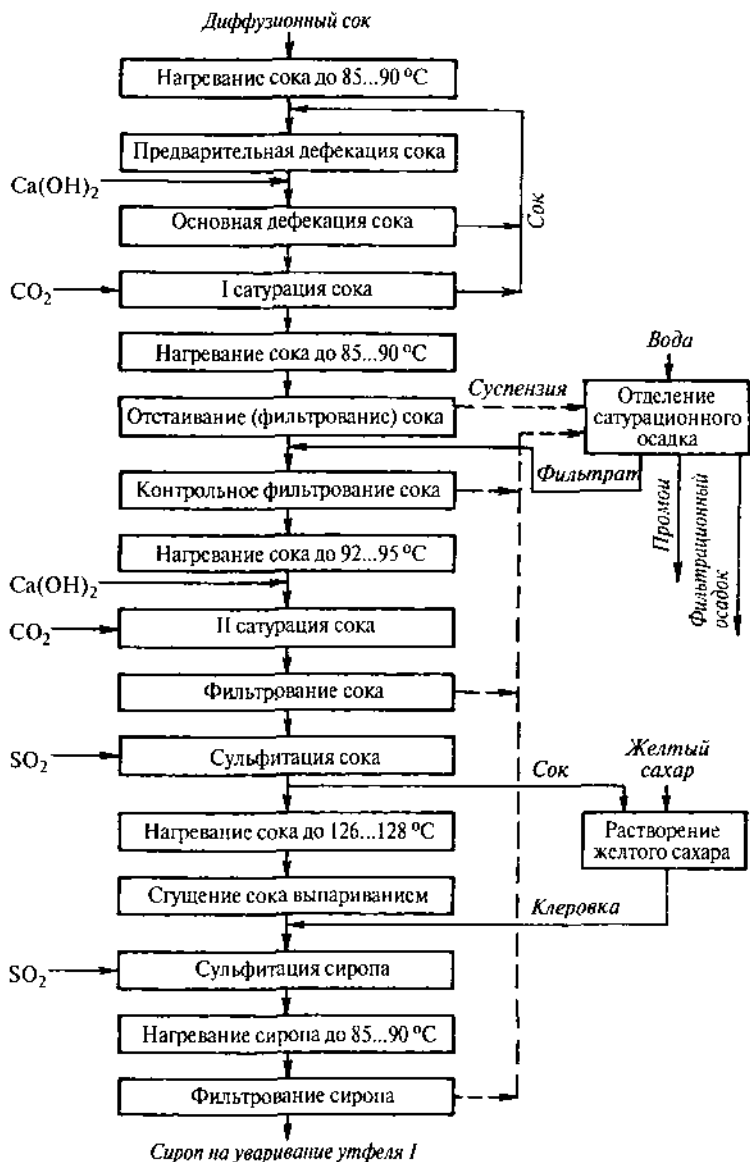 Диффузионный сок
Нагревание сока до 85...90 °С
Предварительная дефекация сока
Ca(OH)2
Основная дефекация сока
Сок
CO2
I сатурация сока
Нагревание сока до 85...90 °С
Вода
Суспензия
Отстаивание (фильтрование) сока
Отделение
сатурационного
осадка
Фильтрат
Контрольное фильтрование сока
Промои
Фильтрационный
осадок
Нагревание сока до 92...95 °С
Ca(OH)2
CO2
II сатурация сока
Фильтрование сока
SO2
Сульфитация сока
Сок
Желтый
сахар
Нагревание сока до 126...128 °С
Растворение
желтого сахара
Сгущение сока выпариванием
Клеровка
SO2
Сульфитация сиропа
Нагревание сиропа до 85...90 °С
Фильтрование сиропа
Сироп на уваривание утфеля I